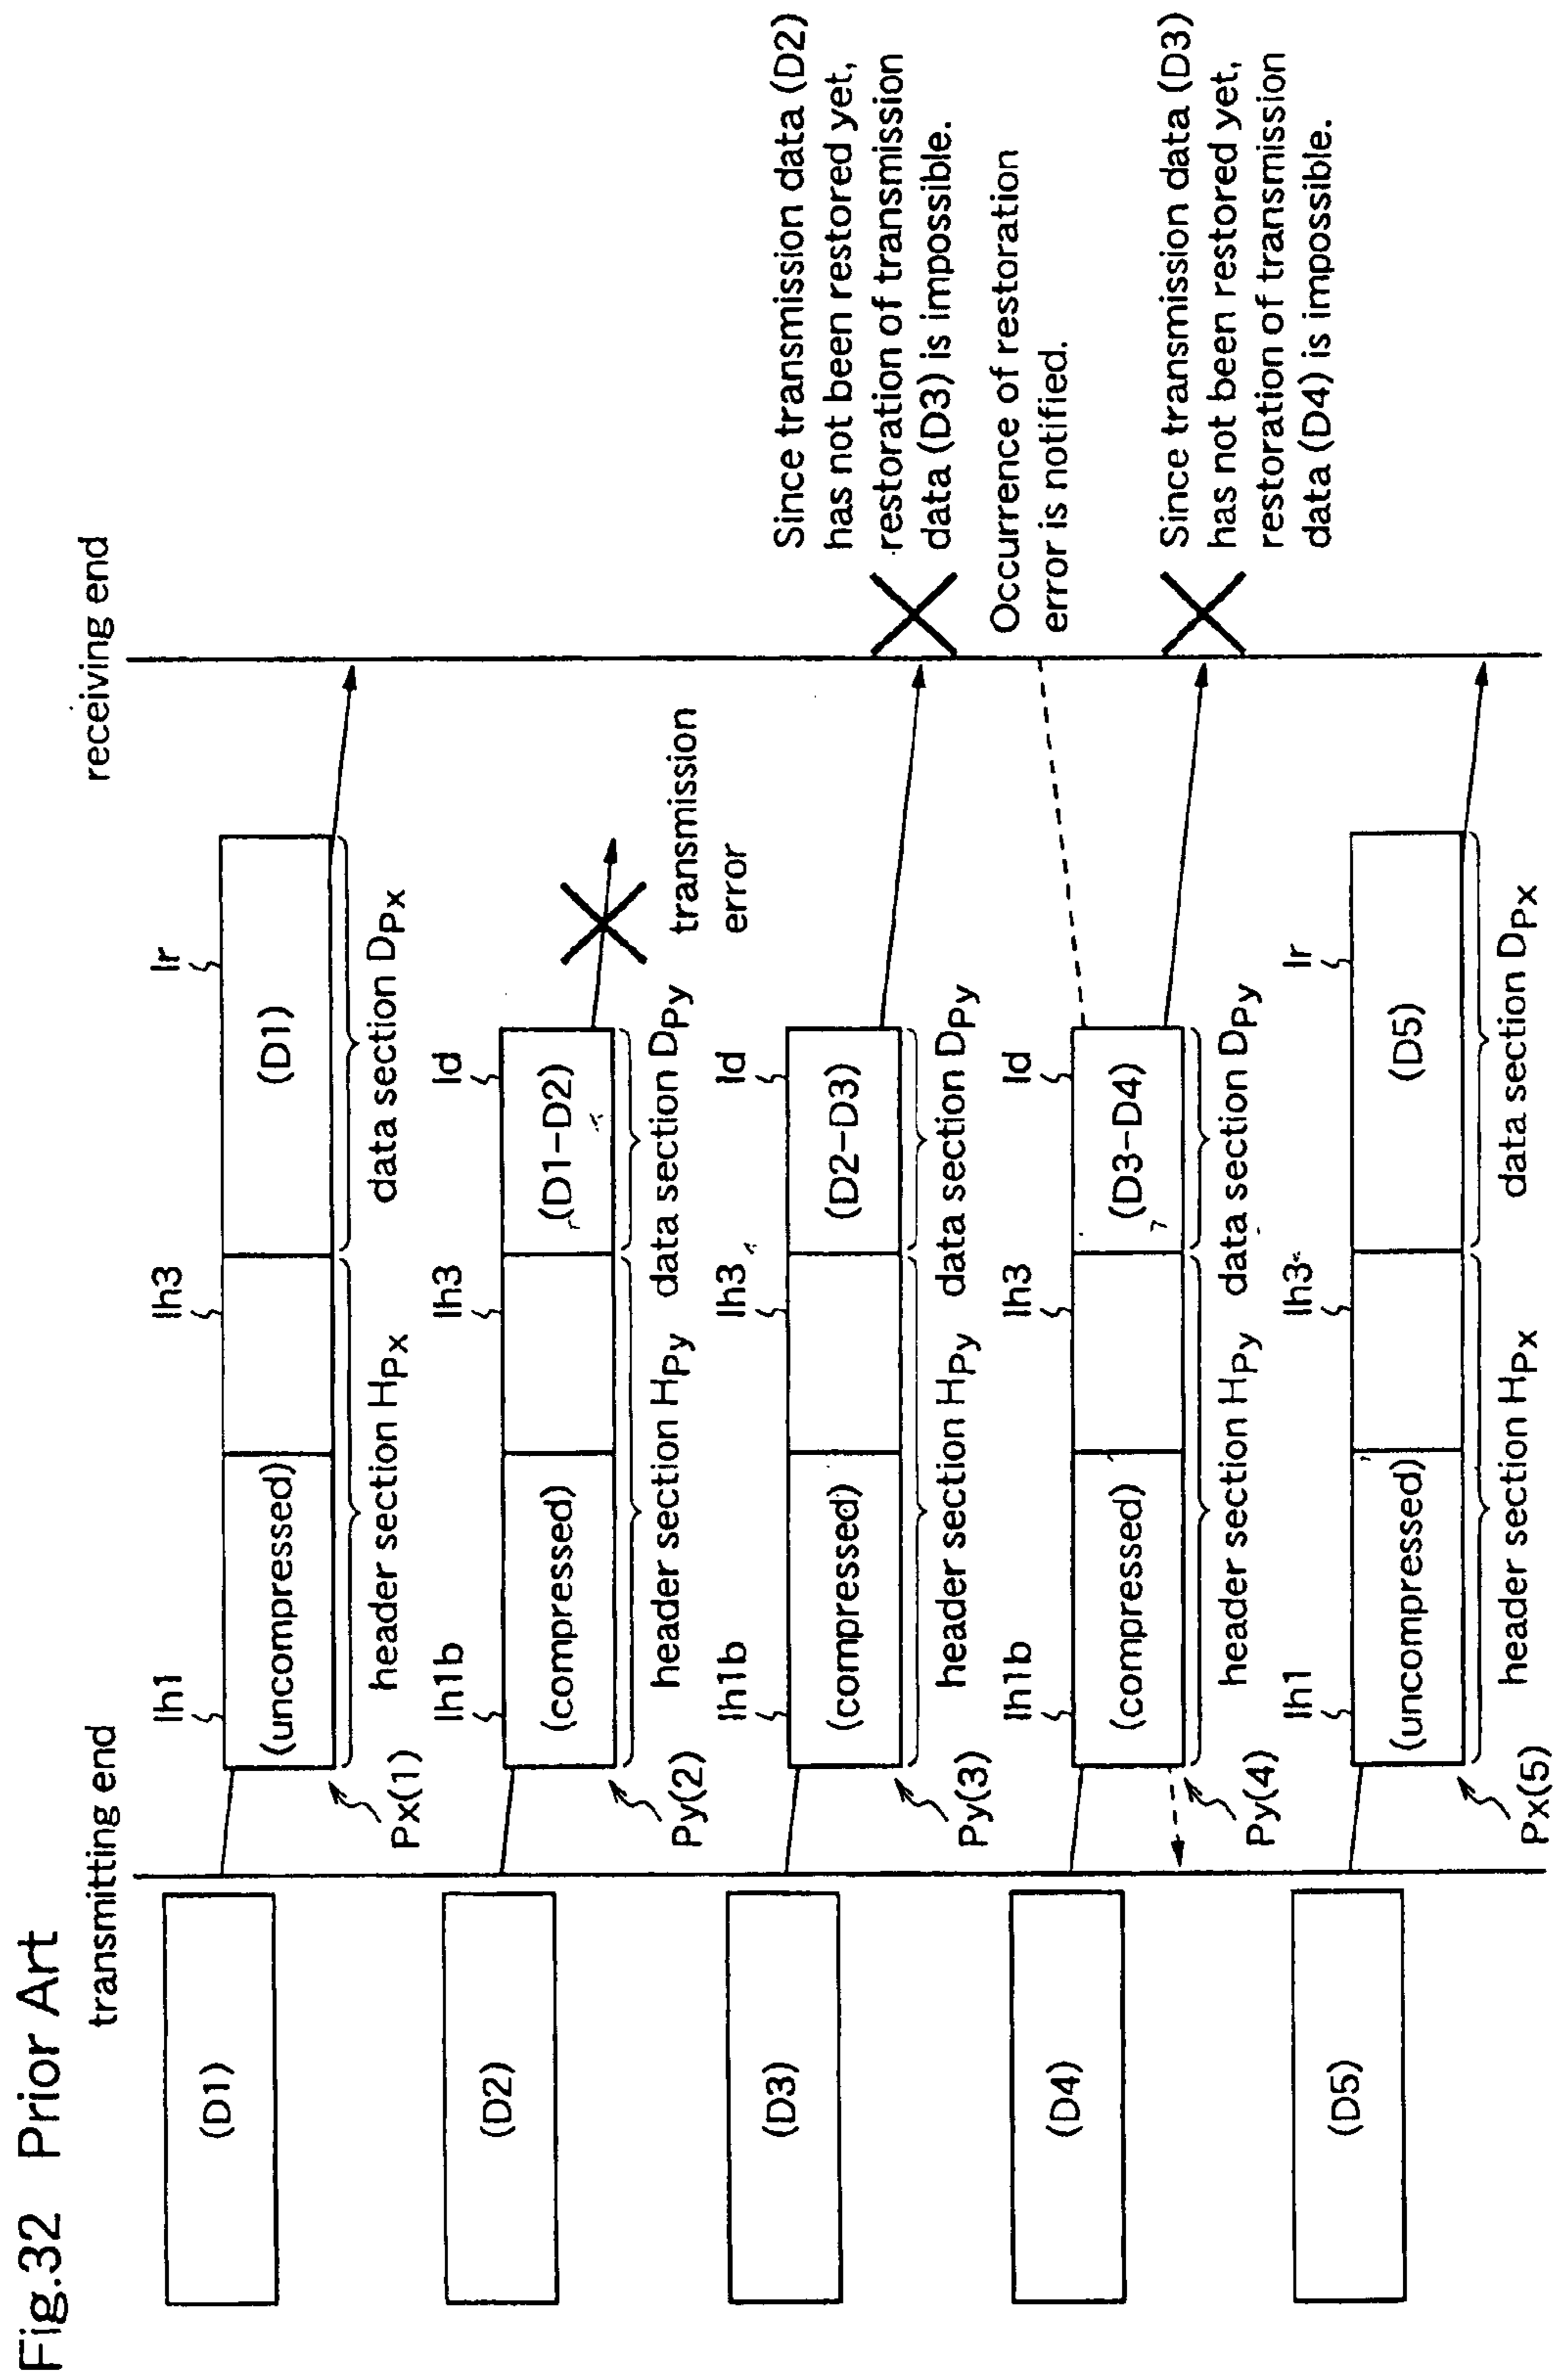 Fig.32 Prior Art
transmitting end
receiving end
(D1)
Ih1
Ih3
Ir
(uncompressed)
(D1)
Px(1)
header section HPx
data section DPx
(D2)
Ih1b
Ih3
Id
(compressed)
(D1-D2)
Py(2)
header section HPy
data section DPy
transmission
error
(D3)
Ih1b
Ih3
Id
(compressed)
(D2-D3)
Py(3)
header section HPy
data section DPy
Since transmission data (D2)
has not been restored yet,
restoration of transmission
data (D3) is impossible.
Occurrence of restoration
error is notified.
(D4)
Ih1b
Ih3
Id
(compressed)
(D3-D4)
Py(4)
header section HPy
data section DPy
Since transmission data (D3)
has not been restored yet,
restoration of transmission
data (D4) is impossible.
(D5)
Ih1
Ih3
Ir
(uncompressed)
(D5)
Px(5)
header section HPx
data section DPx